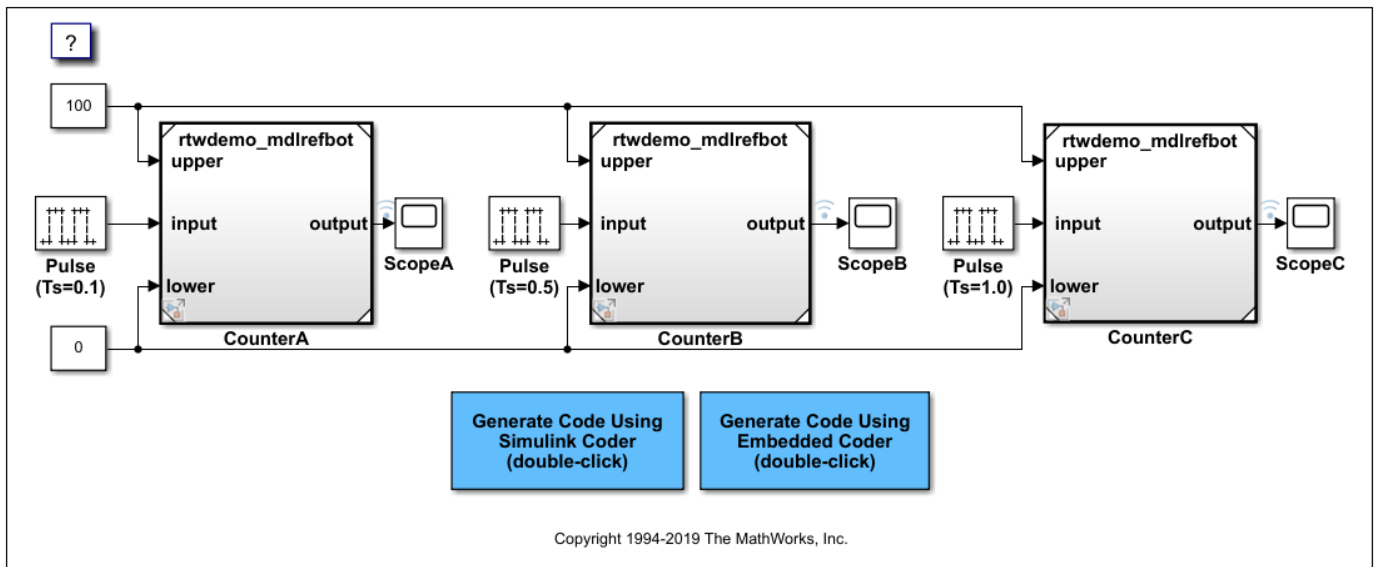 ?
100
rtwdemo_mdlrefbot
upper
input
output
lower
CounterA
Pulse
(Ts=0.1)
ScopeA
rtwdemo_mdlrefbot
upper
input
output
lower
CounterB
Pulse
(Ts=0.5)
ScopeB
rtwdemo_mdlrefbot
upper
input
output
lower
CounterC
Pulse
(Ts=1.0)
ScopeC
0
Generate Code Using
Simulink Coder
(double-click)
Generate Code Using
Embedded Coder
(double-click)
Copyright 1994-2019 The MathWorks, Inc.